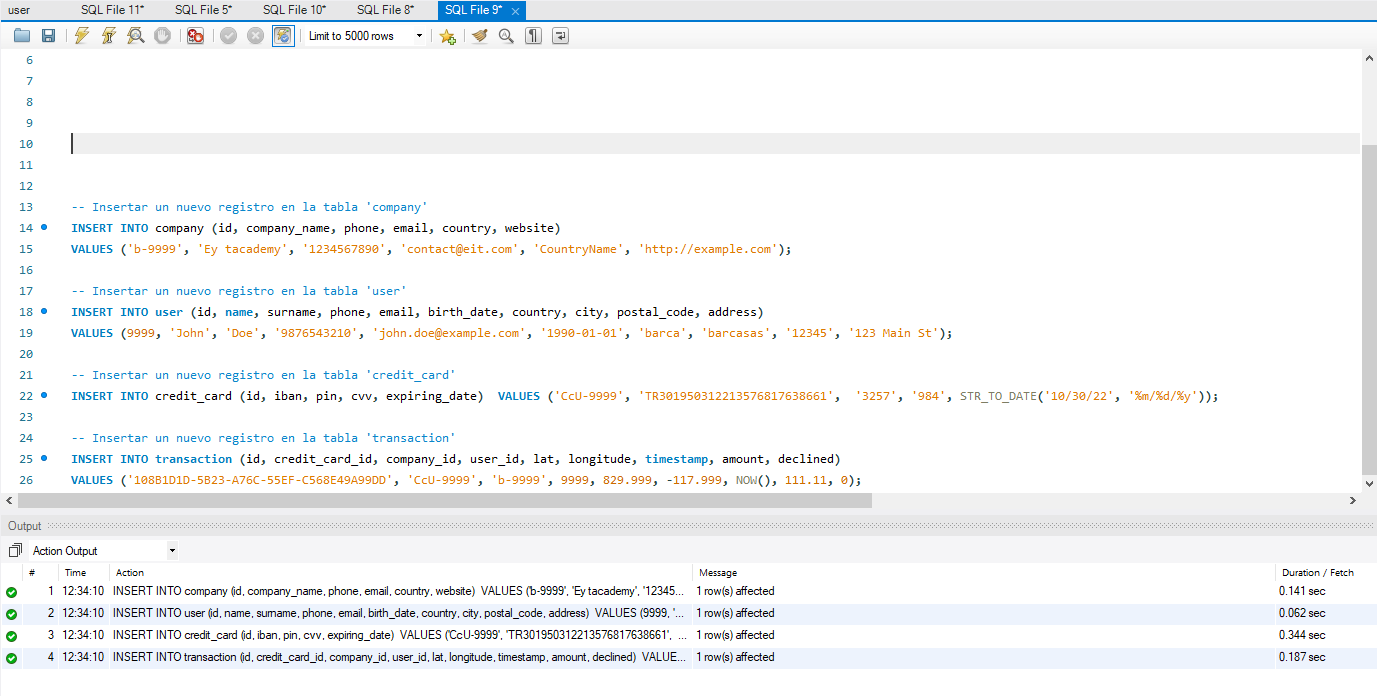 user SQL File 11* SQL File 5* SQL File 10* SQL File 8* SQL File 9* ×
Limit to 5000 rows
6
7
8
9
10
11
12
13 -- Insertar un nuevo registro en la tabla 'company'
14 INSERT INTO company (id, company_name, phone, email, country, website)
15 VALUES ('b-9999', 'Ey tacademy', '1234567890', 'contact@eit.com', 'CountryName', 'http://example.com');
16
17 -- Insertar un nuevo registro en la tabla 'user'
18 INSERT INTO user (id, name, surname, phone, email, birth_date, country, city, postal_code, address)
19 VALUES (9999, 'John', 'Doe', '9876543210', 'john.doe@example.com', '1990-01-01', 'barca', 'barcasas', '12345', '123 Main St');
20
21 -- Insertar un nuevo registro en la tabla 'credit_card'
22 INSERT INTO credit_card (id, iban, pin, cvv, expiring_date)  VALUES ('CcU-9999', 'TR301950312213576817638661',  '3257', '984', STR_TO_DATE('10/30/22', '%m/%d/%y'));
23
24 -- Insertar un nuevo registro en la tabla 'transaction'
25 INSERT INTO transaction (id, credit_card_id, company_id, user_id, lat, longitude, timestamp, amount, declined)
26 VALUES ('108B1D1D-5B23-A76C-55EF-C568E49A99DD', 'CcU-9999', 'b-9999', 9999, 829.999, -117.999, NOW(), 111.11, 0);
Output
Action Output
# Time Action Message Duration / Fetch
1 12:34:10 INSERT INTO company (id, company_name, phone, email, country, website)  VALUES ('b-9999', 'Ey tacademy', '12345... 1 row(s) affected 0.141 sec
2 12:34:10 INSERT INTO user (id, name, surname, phone, email, birth_date, country, city, postal_code, address)  VALUES (9999, '... 1 row(s) affected 0.062 sec
3 12:34:10 INSERT INTO credit_card (id, iban, pin, cvv, expiring_date)  VALUES ('CcU-9999', 'TR301950312213576817638661', ... 1 row(s) affected 0.344 sec
4 12:34:10 INSERT INTO transaction (id, credit_card_id, company_id, user_id, lat, longitude, timestamp, amount, declined)  VALUE... 1 row(s) affected 0.187 sec